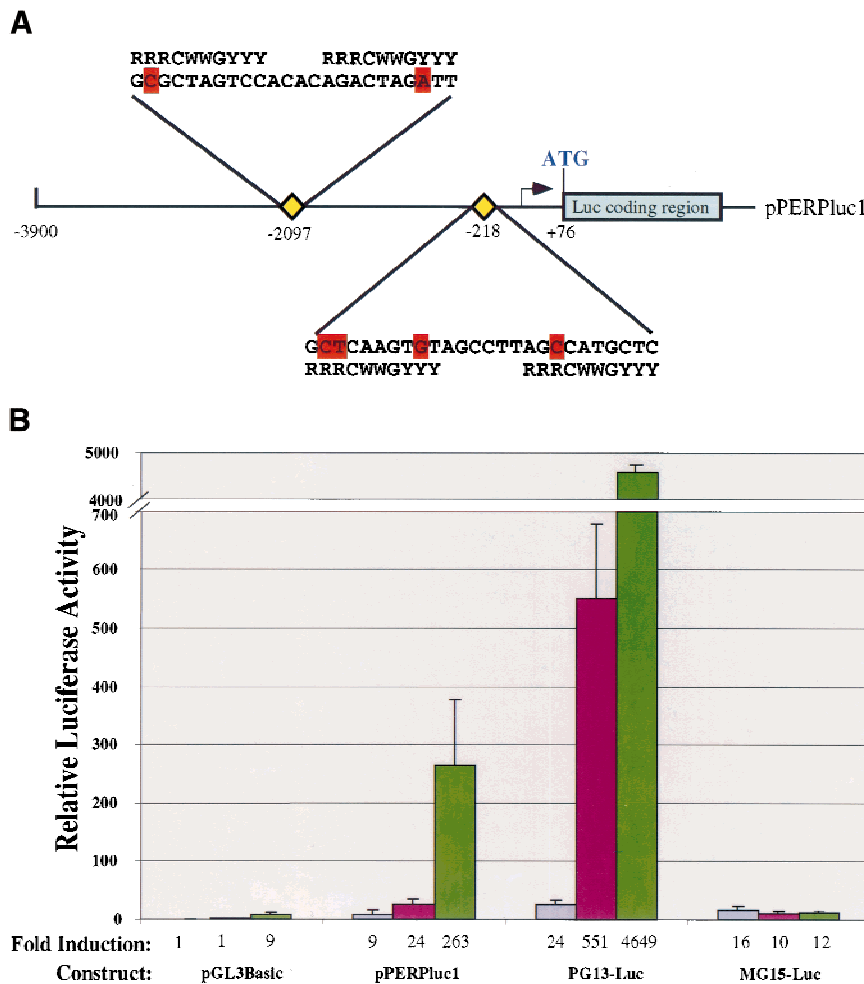 A
RRRCWWGYYY RRRCWWGYYY
GCGCTAGTCCACACAGACTAGATT
ATG
Luc coding region
pPERPluc1
-3900
-2097
-218
+76
GCTCAAGTGTAGCCTTAGCCATGCTC
RRRCWWGYYY RRRCWWGYYY
B
Relative Luciferase Activity
5000
4000
700
600
500
400
300
200
100
0
Fold Induction: 1 1 9 9 24 263 24 551 4649 16 10 12
Construct: pGL3Basic pPERPluc1 PG13-Luc MG15-Luc